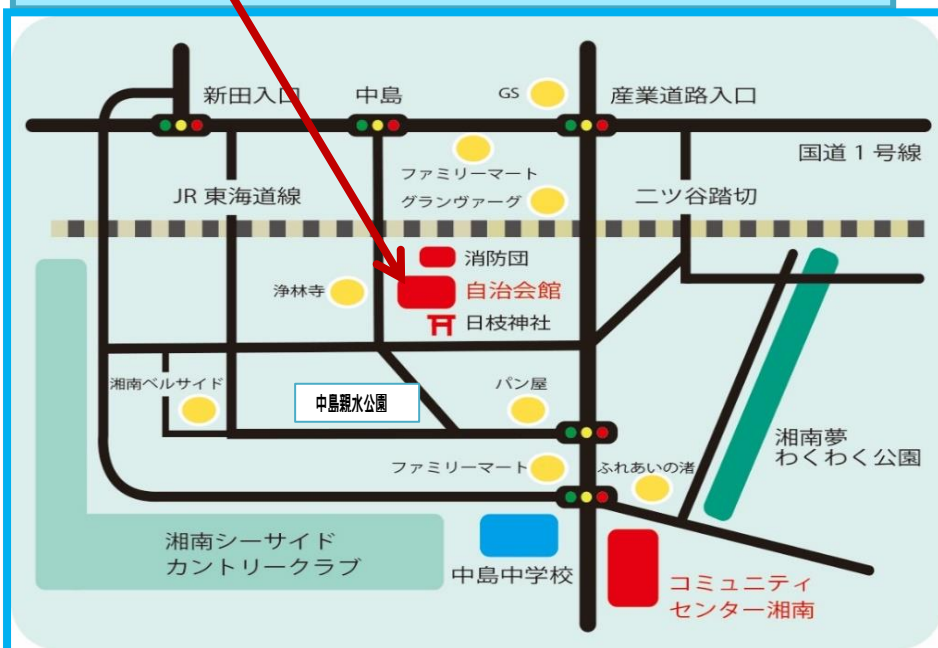 新田入口
中島
GS
産業道路入口
国道1号線
ファミリーマート
JR東海道線
グランヴァーグ
二ツ谷踏切
消防団
浄林寺
自治会館
日枝神社
湘南ベルサイド
中島親水公園
パン屋
湘南夢
わくわく公園
ファミリーマート
ふれあいの渚
湘南シーサイド
カントリークラブ
中島中学校
コミュニティ
センター湘南